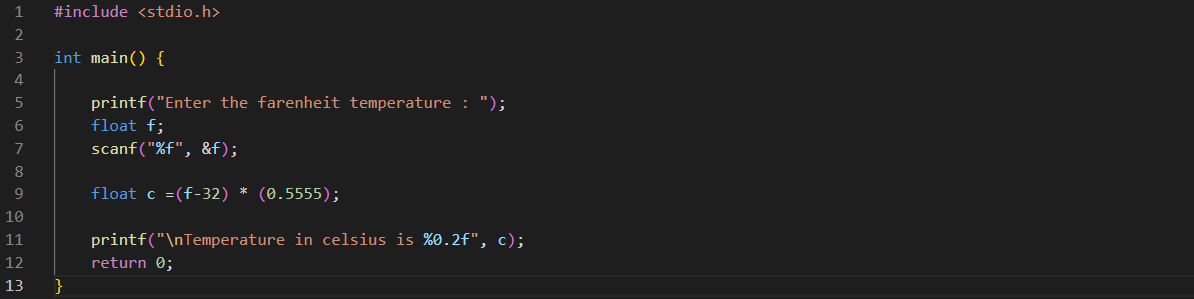 1 #include <stdio.h>
2
3 int main() {
4
5 printf("Enter the farenheit temperature : ");
6 float f;
7 scanf("%f", &f);
8
9 float c =(f-32) * (0.5555);
10
11 printf("\nTemperature in celsius is %0.2f", c);
12 return 0;
13 }